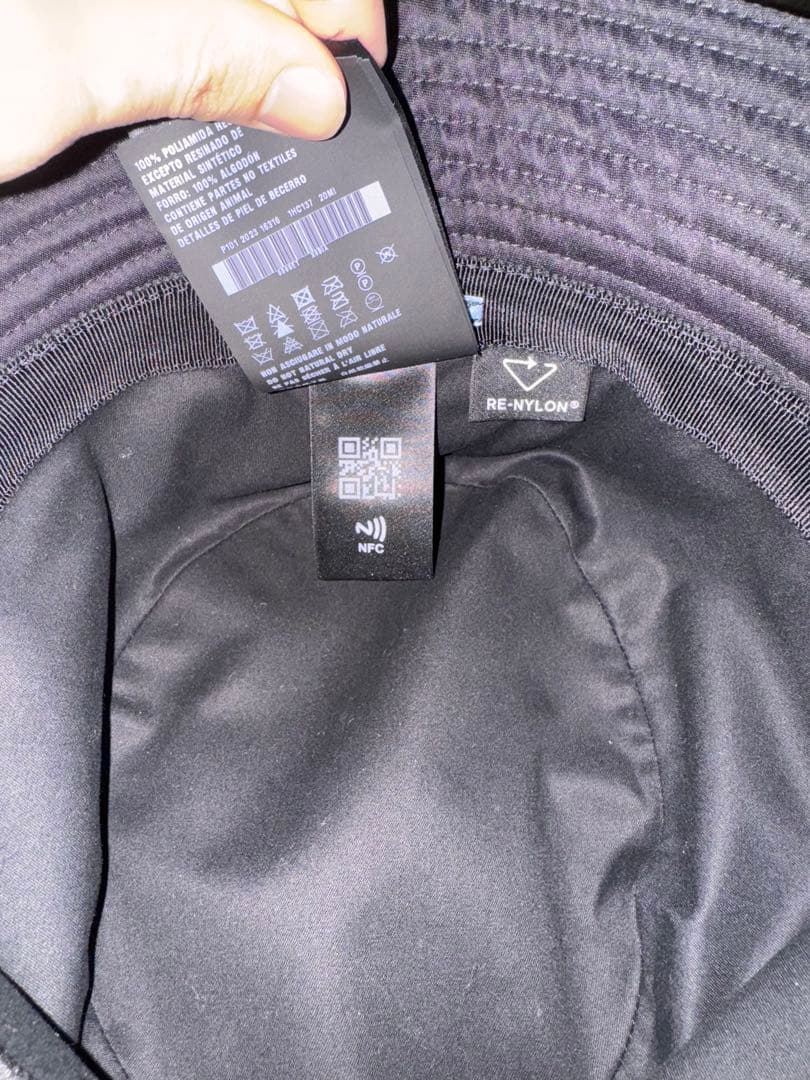 100% POLIAMIDA
EXCEPTO RESINADO DE
MATERIAL SINTÉTICO
FORRO: 100% ALGODÓN
CONTIENE PARTES NO TEXTILES
DE ORIGEN ANIMAL
DETALLES DE PIEL DE BECERRO
P101 2023 16316 1HC137 2DMI
P
P
NON ASCIUGARE IN MODO NATURALE
DO NOT NATURAL DRY
NE PAS SÉCHER À L'AIR LIBRE
RE-NYLON®
NFC